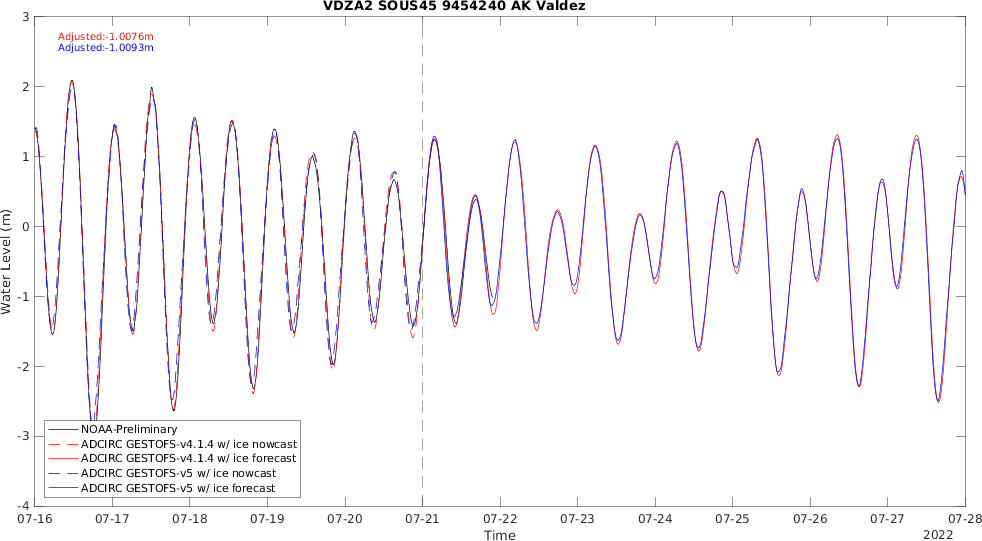 VDZA2 SOUS45 9454240 AK Valdez
Adjusted:-1.0076m
Adjusted:-1.0093m
3
2
1
0
-1
-2
-3
-4
Water Level (m)
NOAA-Preliminary
ADCIRC GESTOFS-v4.1.4 w/ ice nowcast
ADCIRC GESTOFS-v4.1.4 w/ ice forecast
ADCIRC GESTOFS-v5 w/ ice nowcast
ADCIRC GESTOFS-v5 w/ ice forecast
07-16 07-17 07-18 07-19 07-20 07-21 07-22 07-23 07-24 07-25 07-26 07-27 07-28
Time
2022